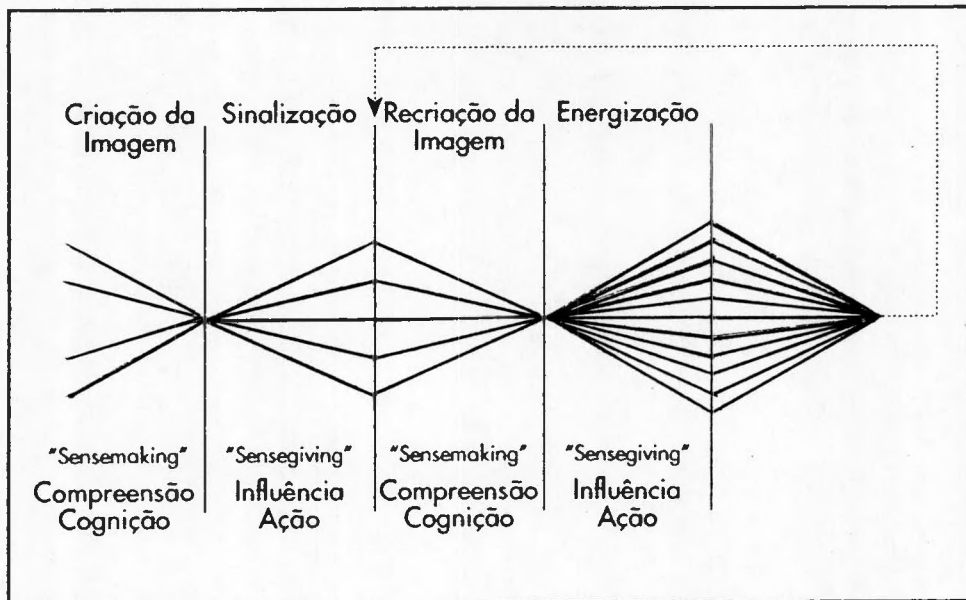 Criação da
Imagem
Sinalização
Recriação da
Imagem
Energização
"Sensemaking"
Compreensão
Cognição
"Sensegiving"
Influência
Ação
"Sensemaking"
Compreensão
Cognição
"Sensegiving"
Influência
Ação